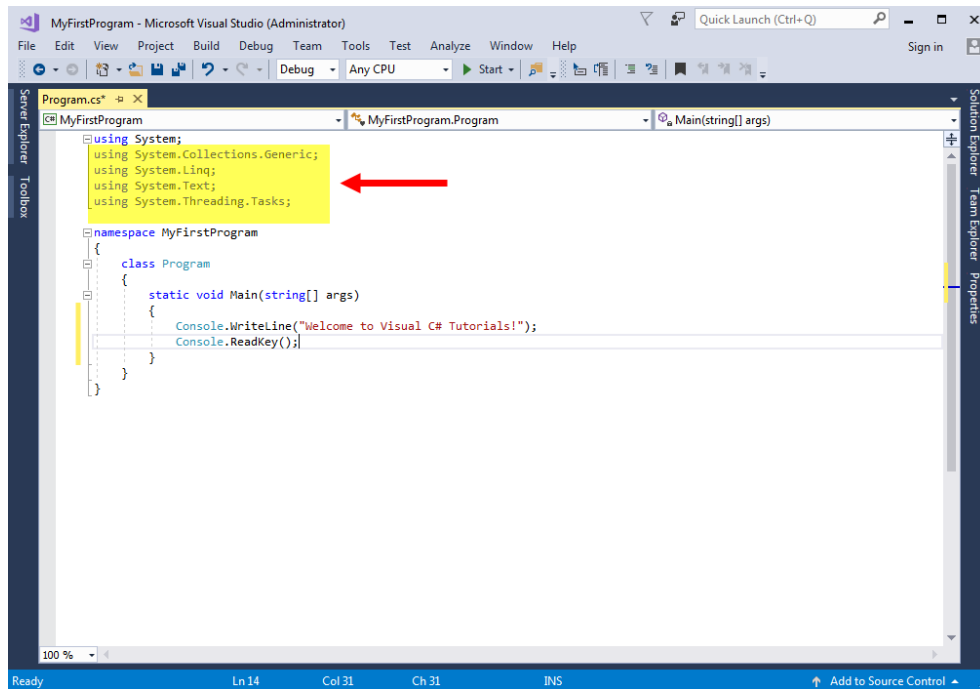 MyFirstProgram - Microsoft Visual Studio (Administrator)
Quick Launch (Ctrl+Q)
File Edit View Project Build Debug Team Tools Test Analyze Window Help Sign in
Debug Any CPU Start
Server Explorer
Toolbox
Program.cs*
C# MyFirstProgram MyFirstProgram.Program Main(string[] args)
using System;
using System.Collections.Generic;
using System.Linq;
using System.Text;
using System.Threading.Tasks;
namespace MyFirstProgram
{
class Program
{
static void Main(string[] args)
{
Console.WriteLine("Welcome to Visual C# Tutorials!");
Console.ReadKey();
}
}
}
Solution Explorer
Team Explorer
Properties
100 %
Ready Ln 14 Col 31 Ch 31 INS Add to Source Control